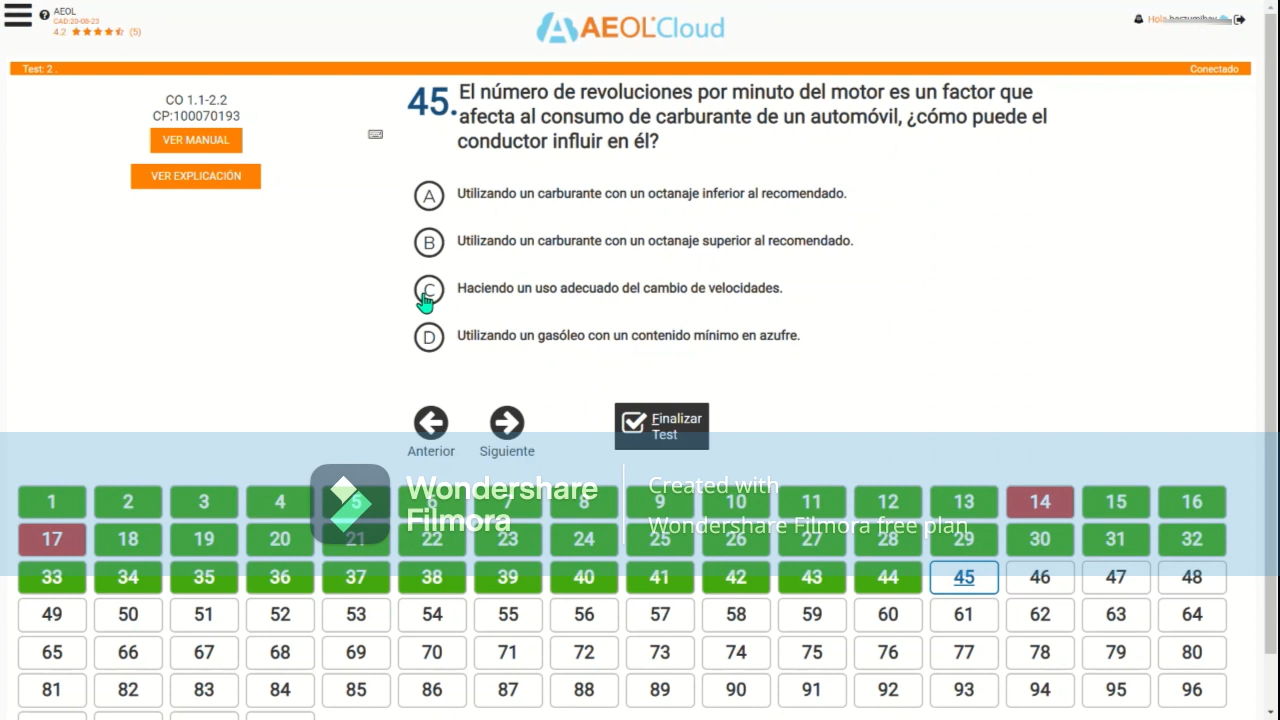 AEOL
CAD:20-08-23
4.2 (5)
AEOL Cloud
Hola
Test: 2 .
Conectado
CO 1.1-2.2
CP:100070193
VER MANUAL
VER EXPLICACIÓN
45. El número de revoluciones por minuto del motor es un factor que
afecta al consumo de carburante de un automóvil, ¿cómo puede el
conductor influir en él?
A Utilizando un carburante con un octanaje inferior al recomendado.
B Utilizando un carburante con un octanaje superior al recomendado.
C Haciendo un uso adecuado del cambio de velocidades.
D Utilizando un gasóleo con un contenido mínimo en azufre.
Anterior
Siguiente
Finalizar
Test
Wondershare
Filmora
Created with
Wondershare Filmora free plan
1 2 3 4 5 6 7 8 9 10 11 12 13 14 15 16
17 18 19 20 21 22 23 24 25 26 27 28 29 30 31 32
33 34 35 36 37 38 39 40 41 42 43 44 45 46 47 48
49 50 51 52 53 54 55 56 57 58 59 60 61 62 63 64
65 66 67 68 69 70 71 72 73 74 75 76 77 78 79 80
81 82 83 84 85 86 87 88 89 90 91 92 93 94 95 96